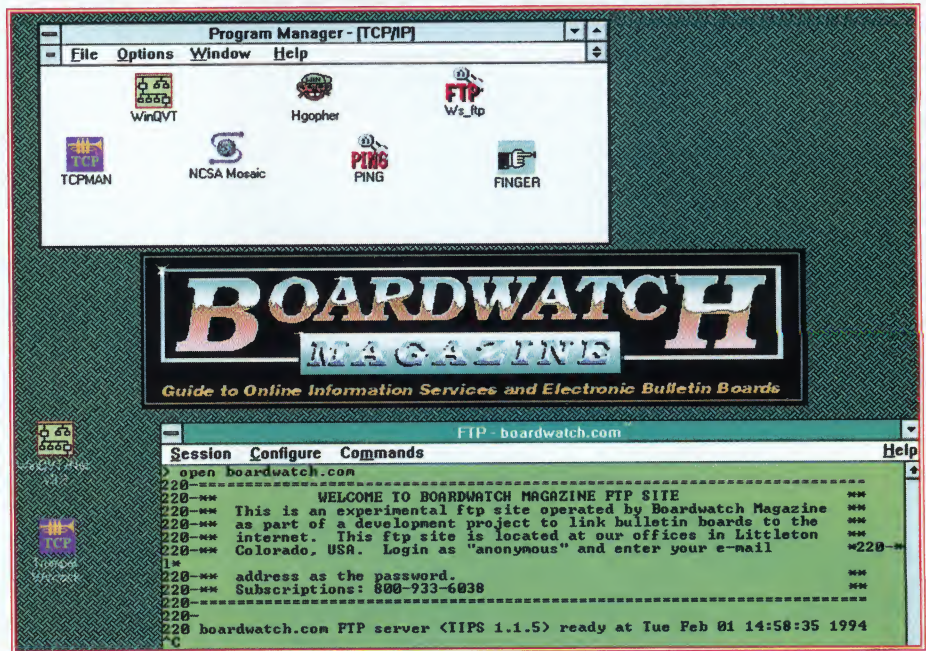 Program Manager - [TCP/IP]
File Options Window Help
WinQVT
Hgopher
FTP
Ws_ftp
TCP
TCPMAN
NCSA Mosaic
PING
PING
FINGER
BOARDWATCH
MAGAZINE
Guide to Online Information Services and Electronic Bulletin Boards
WinQVT/Net
TCP
Trumpet
Winsock
FTP - boardwatch.com
Session Configure Commands Help
> open boardwatch.com
220-==================================================================
220-** WELCOME TO BOARDWATCH MAGAZINE FTP SITE **
220-** This is an experimental ftp site operated by Boardwatch Magazine **
220-** as part of a development project to link bulletin boards to the **
220-** internet. This ftp site is located at our offices in Littleton **
220-** Colorado, USA. Login as "anonymous" and enter your e-mail *220-*
1*
220-** address as the password. **
220-** Subscriptions: 800-933-6038 **
220-==================================================================
220-
220 boardwatch.com FTP server (TIPS 1.1.5) ready at Tue Feb 01 14:58:35 1994
^C